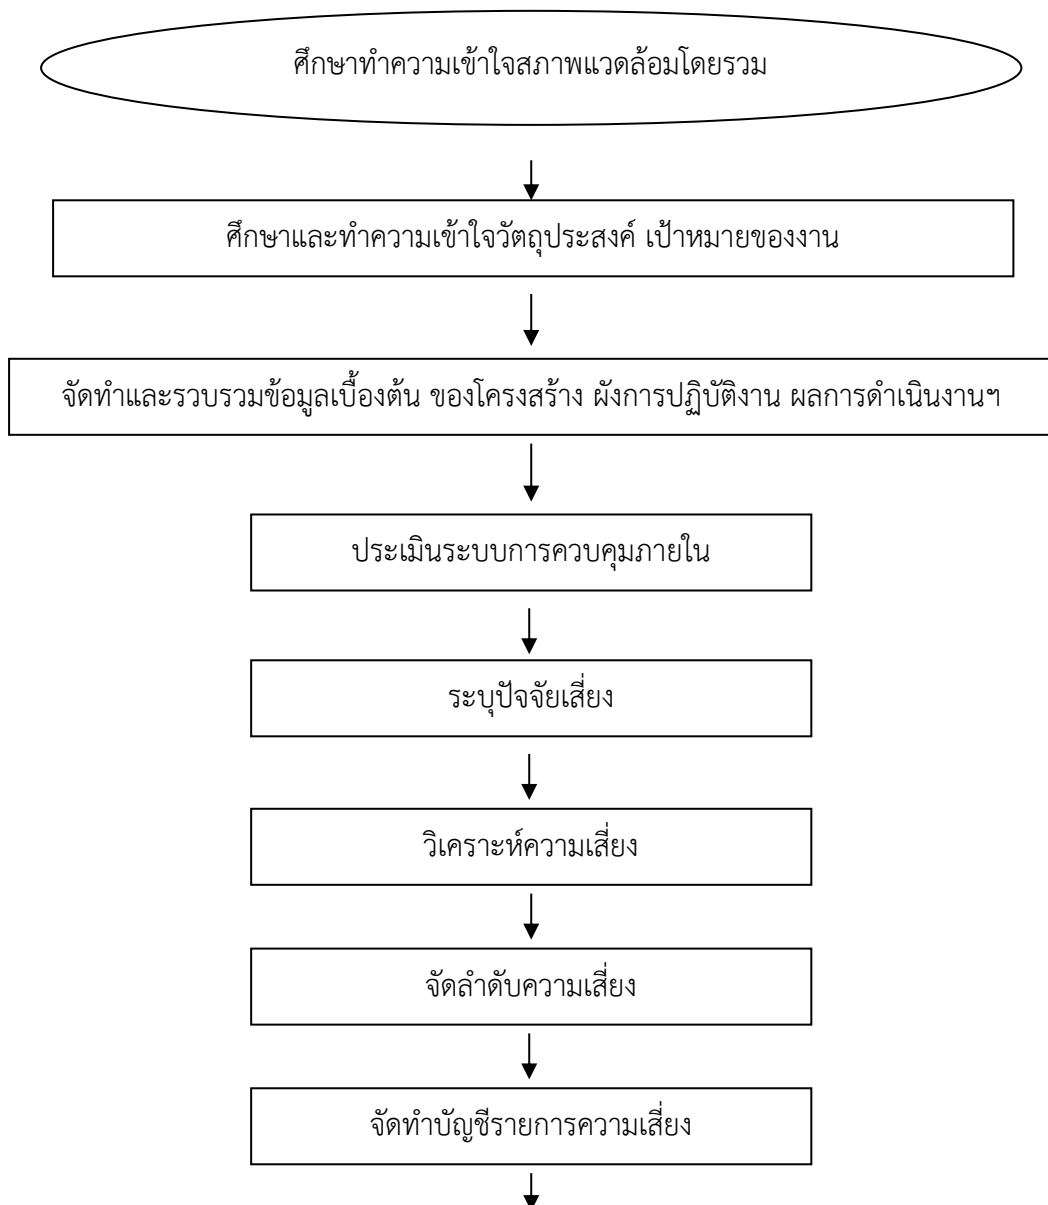 ศึกษาทำความเข้าใจสภาพแวดล้อมโดยรวม
ศึกษาและทำความเข้าใจวัตถุประสงค์ เป้าหมายของงาน
จัดทำและรวบรวมข้อมูลเบื้องต้น ของโครงสร้าง ผังการปฏิบัติงาน ผลการดำเนินงานฯ
ประเมินระบบการควบคุมภายใน
ระบุปัจจัยเสี่ยง
วิเคราะห์ความเสี่ยง
จัดลำดับความเสี่ยง
จัดทำบัญชีรายการความเสี่ยง